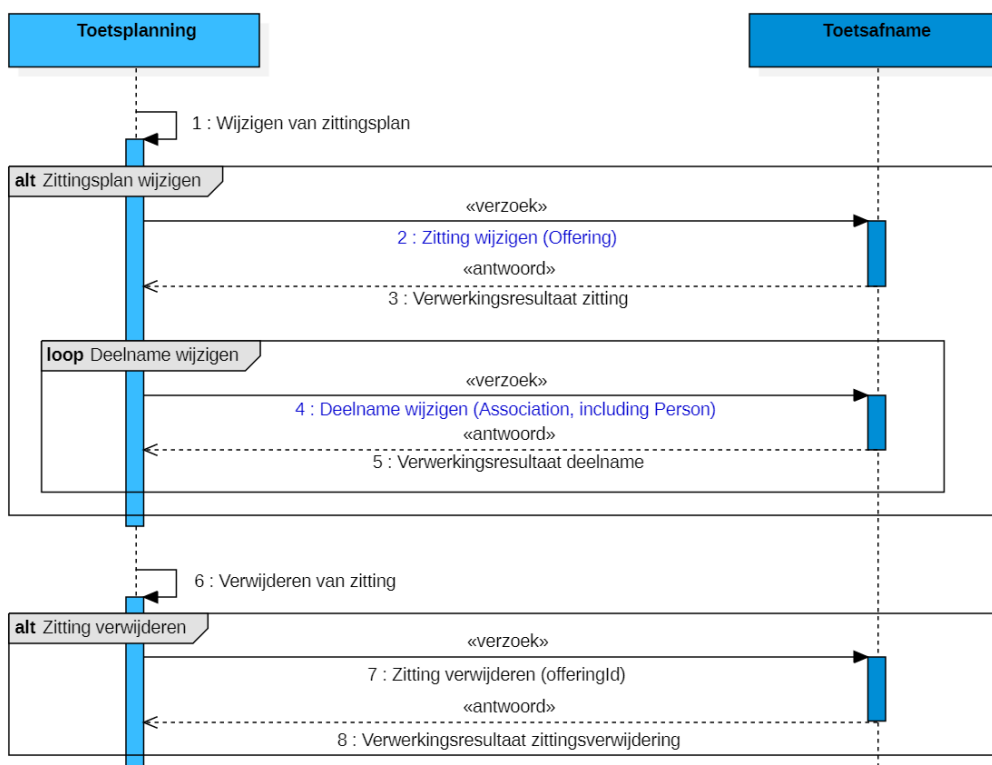 Toetsplanning
Toetsafname
1 : Wijzigen van zittingsplan
alt Zittingsplan wijzigen
«verzoek»
2 : Zitting wijzigen (Offering)
«antwoord»
3 : Verwerkingsresultaat zitting
loop Deelname wijzigen
«verzoek»
4 : Deelname wijzigen (Association, including Person)
«antwoord»
5 : Verwerkingsresultaat deelname
6 : Verwijderen van zitting
alt Zitting verwijderen
«verzoek»
7 : Zitting verwijderen (offeringId)
«antwoord»
8 : Verwerkingsresultaat zittingsverwijdering